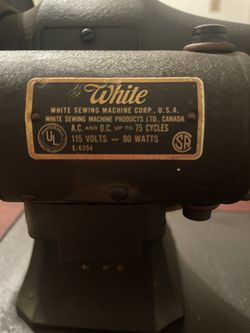 White
WHITE SEWING MACHINE CORP., U.S.A.
WHITE SEWING MACHINE PRODUCTS LTD., CANADA
A.C. AND D.C. UP TO 75 CYCLES
115 VOLTS — 80 WATTS
E-6354
UL
SA